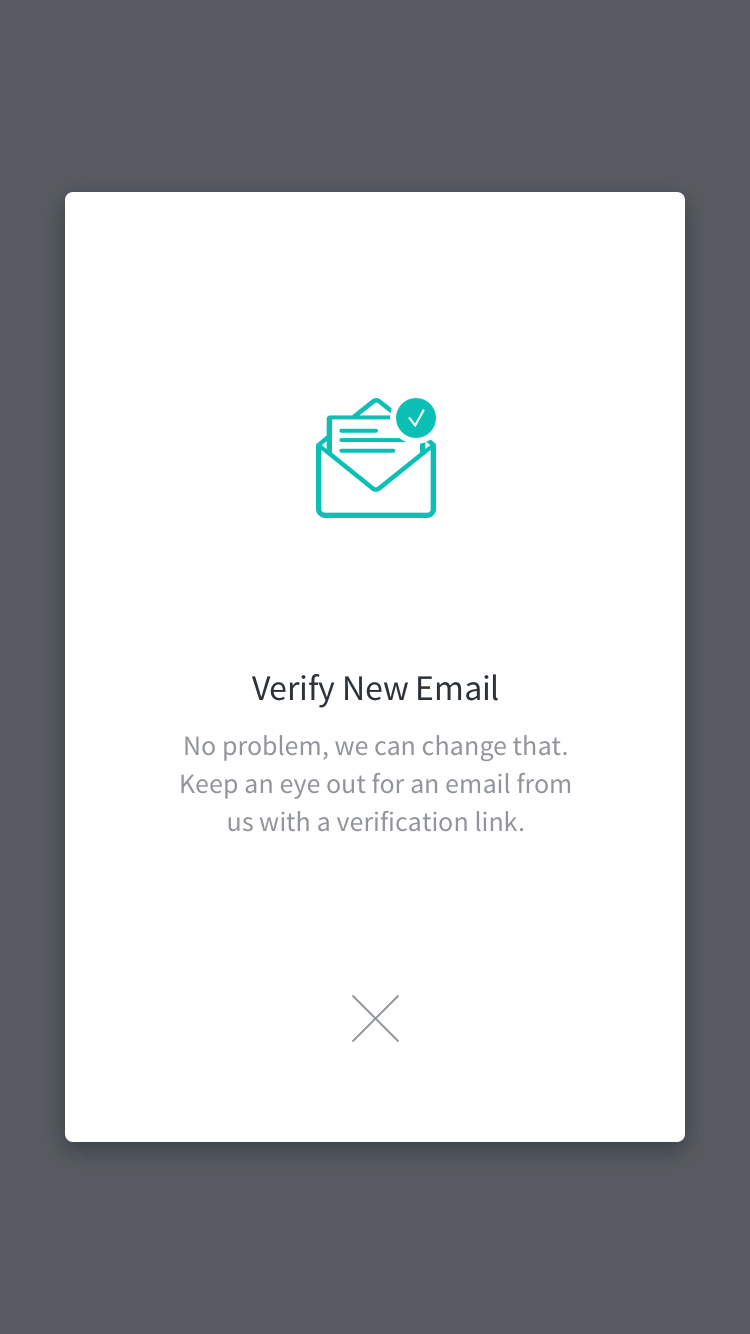 Verify New Email
No problem, we can change that.
Keep an eye out for an email from
us with a verification link.